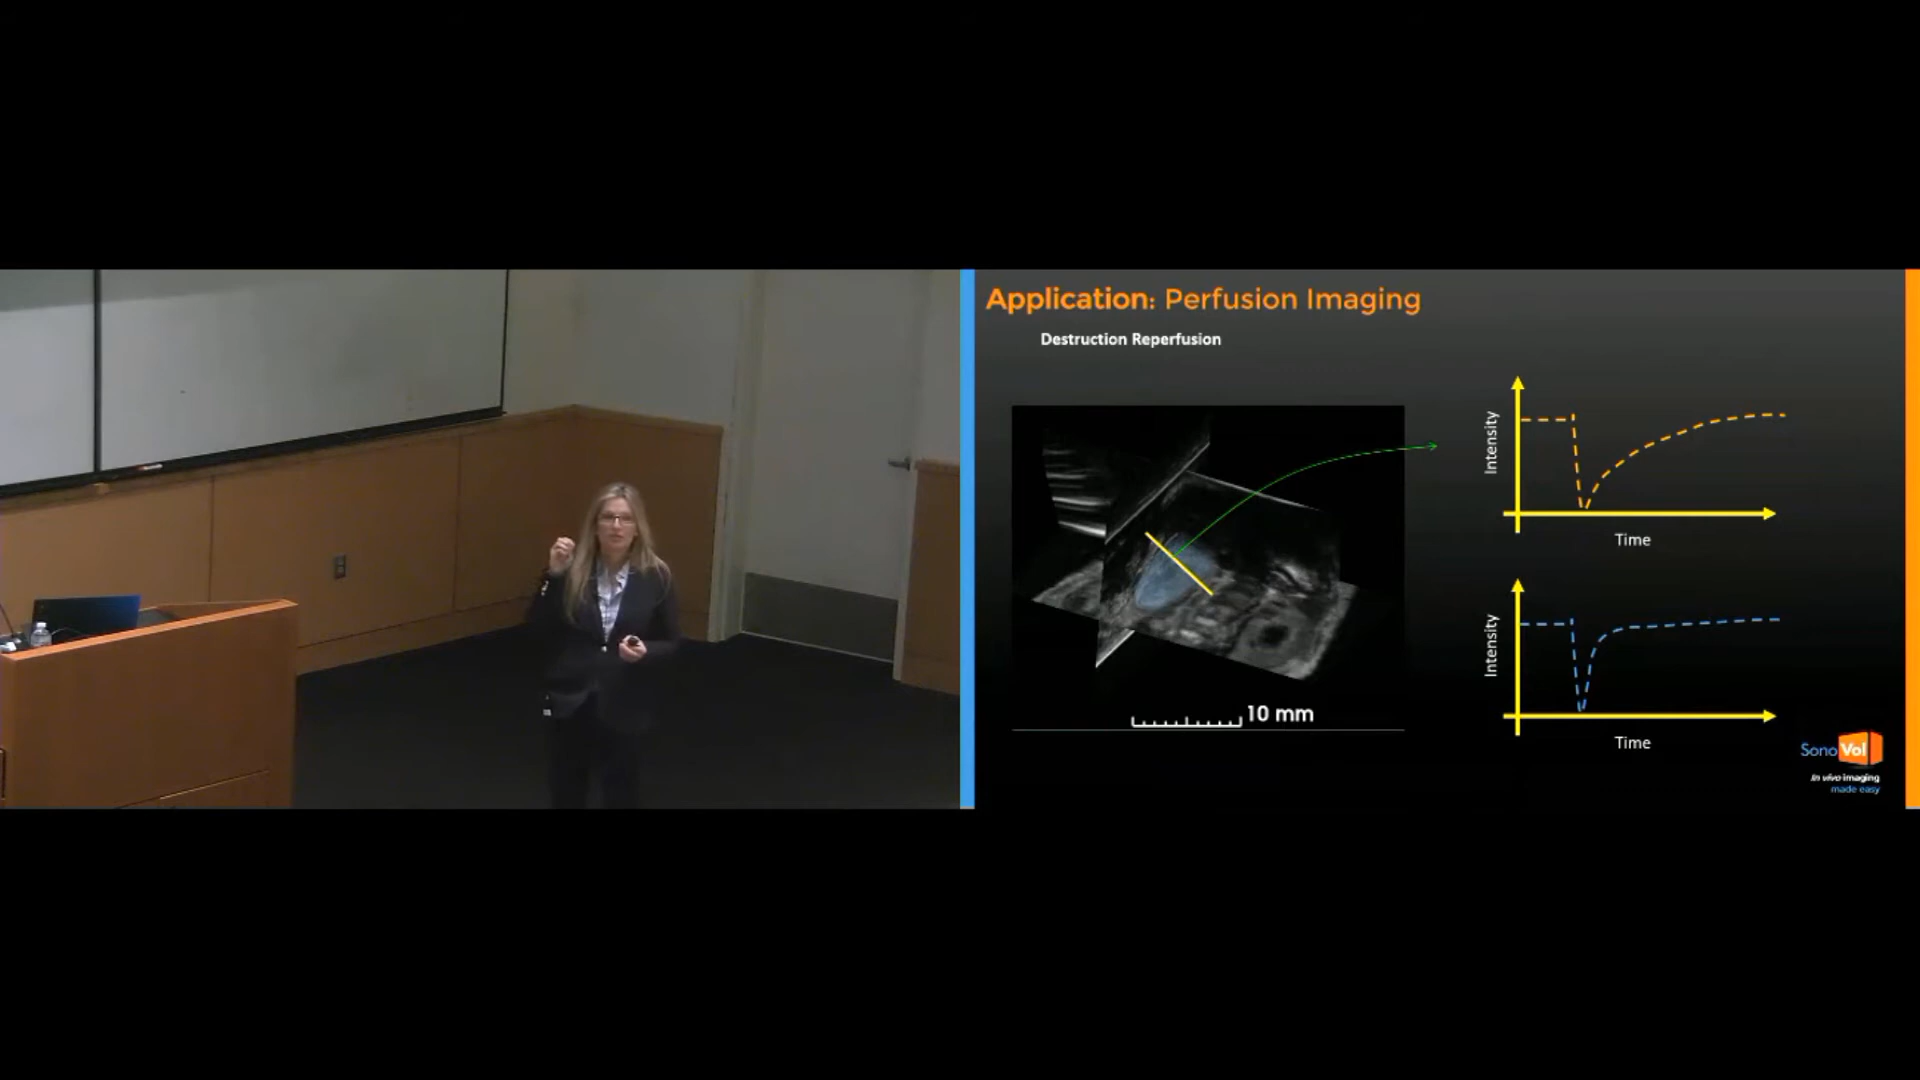 Application: Perfusion Imaging
Destruction Reperfusion
Intensity
Time
10 mm
Intensity
Time
SonoVol
In vivo imaging
made easy